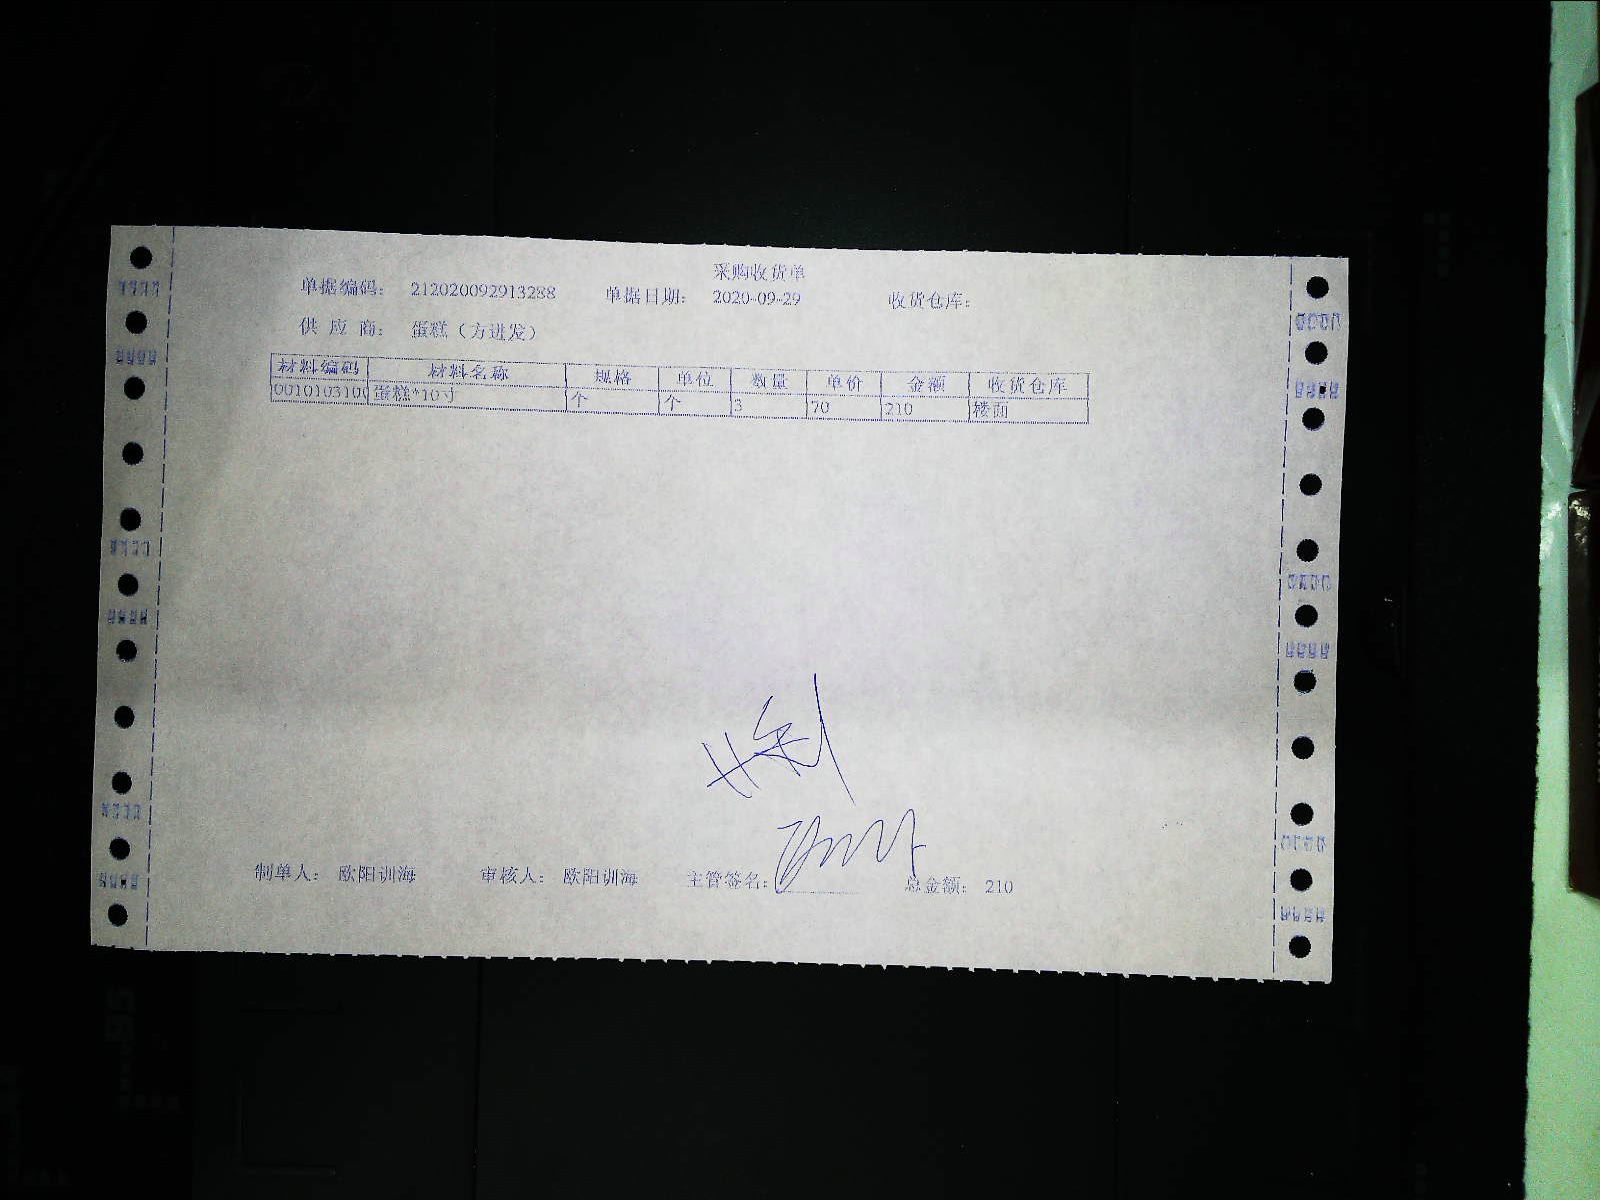 采购收货单
单据编码： 212020092913288 单据日期： 2020-09-29 收货仓库：
供 应 商： 蛋糕（方进发）
材料编码 材料名称 规格 单位 数量 单价 金额 收货仓库
0010103100 蛋糕*10寸 个 个 3 70 210 楼面
制单人： 欧阳训海 审核人： 欧阳训海 主管签名： 总金额： 210